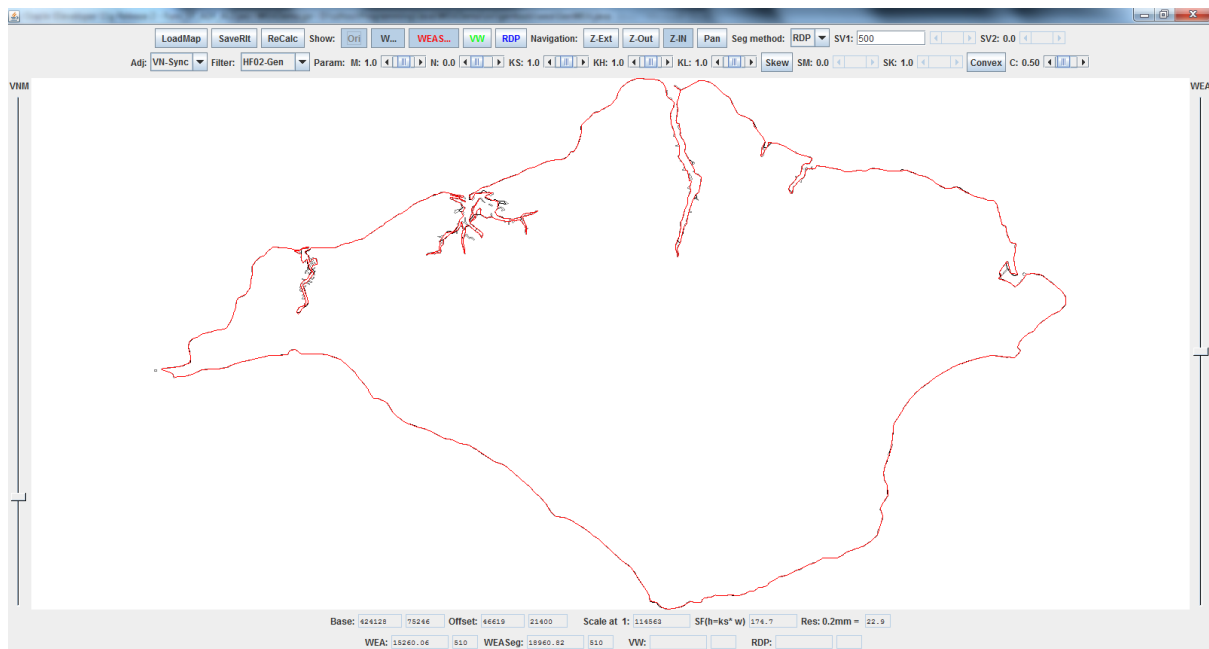 LoadMap SaveRlt ReCalc Show: Ori W... WEAS... VW RDP Navigation: Z-Ext Z-Out Z-IN Pan Seg method: RDP SV1: 500 SV2: 0.0
Adj: VN-Sync Filter: HF02-Gen Param: M: 1.0 N: 0.0 KS: 1.0 KH: 1.0 KL: 1.0 Skew SM: 0.0 SK: 1.0 Convex C: 0.50
VNM WEA
Base: 424128 75246 Offset: 46619 21400 Scale at 1: 114563 SF(h=ks* w) 174.7 Res: 0.2mm = 22.9
WEA: 15260.06 510 WEASeg: 18960.82 510 VW: RDP: